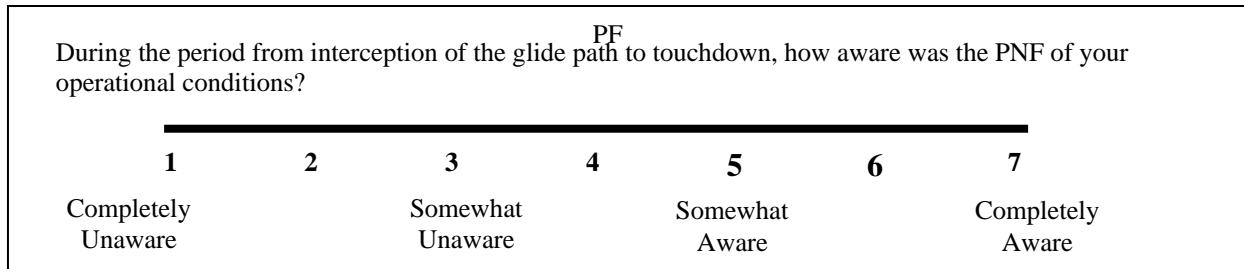 PF
During the period from interception of the glide path to touchdown, how aware was the PNF of your
operational conditions?
1 2 3 4 5 6 7
Completely Somewhat Somewhat Completely
Unaware Unaware Aware Aware